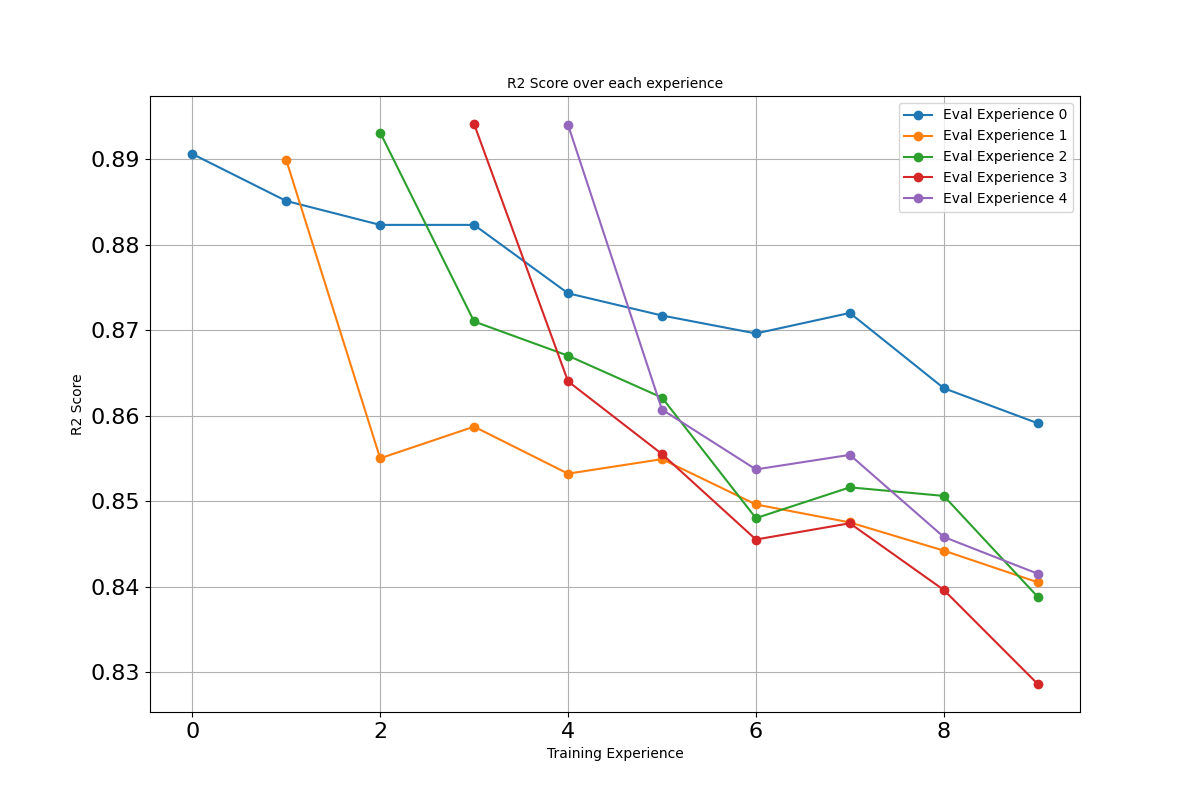 R2 Score over each experience
Eval Experience 0
Eval Experience 1
Eval Experience 2
Eval Experience 3
Eval Experience 4
0.89
0.88
0.87
0.86
0.85
0.84
0.83
R2 Score
0 2 4 6 8
Training Experience